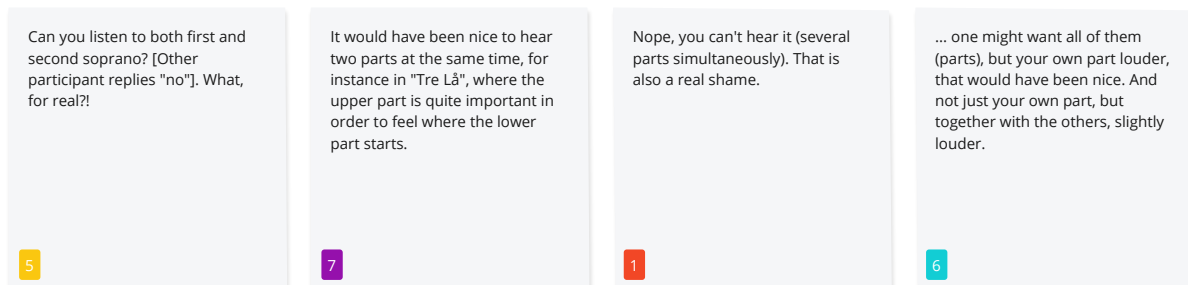 Can you listen to both first and
second soprano? [Other
participant replies "no"]. What,
for real?!
5
It would have been nice to hear
two parts at the same time, for
instance in "Tre Lå", where the
upper part is quite important in
order to feel where the lower
part starts.
7
Nope, you can't hear it (several
parts simultaneously). That is
also a real shame.
1
... one might want all of them
(parts), but your own part louder,
that would have been nice. And
not just your own part, but
together with the others, slightly
louder.
6